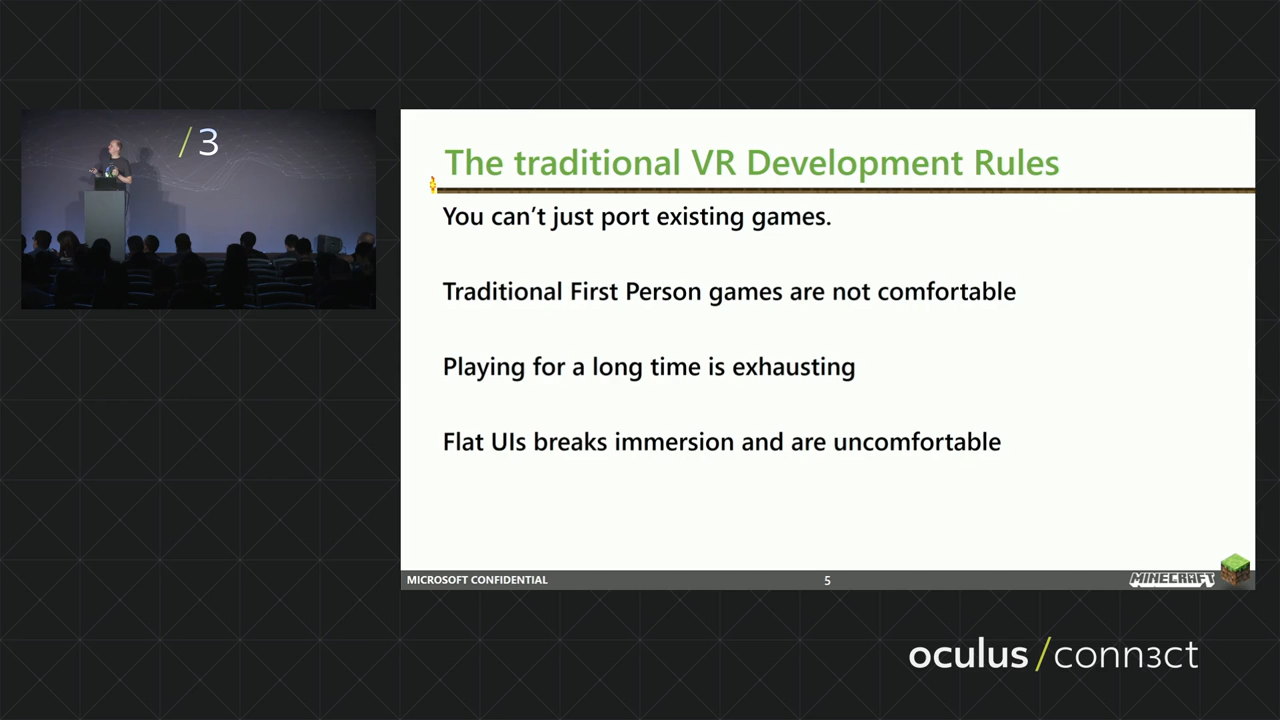 /3
The traditional VR Development Rules
You can't just port existing games.
Traditional First Person games are not comfortable
Playing for a long time is exhausting
Flat UIs breaks immersion and are uncomfortable
MICROSOFT CONFIDENTIAL
5
MINECRAFT
oculus/conn3ct